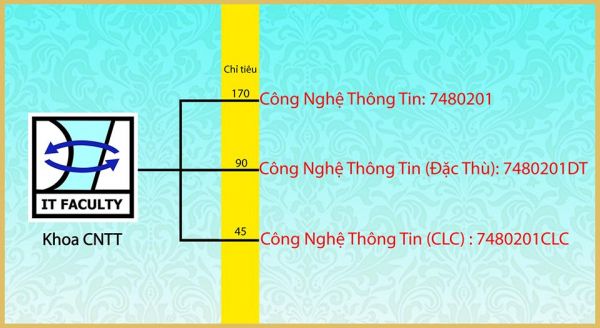 Chỉ tiêu
170
Công Nghệ Thông Tin: 7480201
90
Công Nghệ Thông Tin (Đặc Thù): 7480201DT
IT FACULTY
Khoa CNTT
45
Công Nghệ Thông Tin (CLC) : 7480201CLC